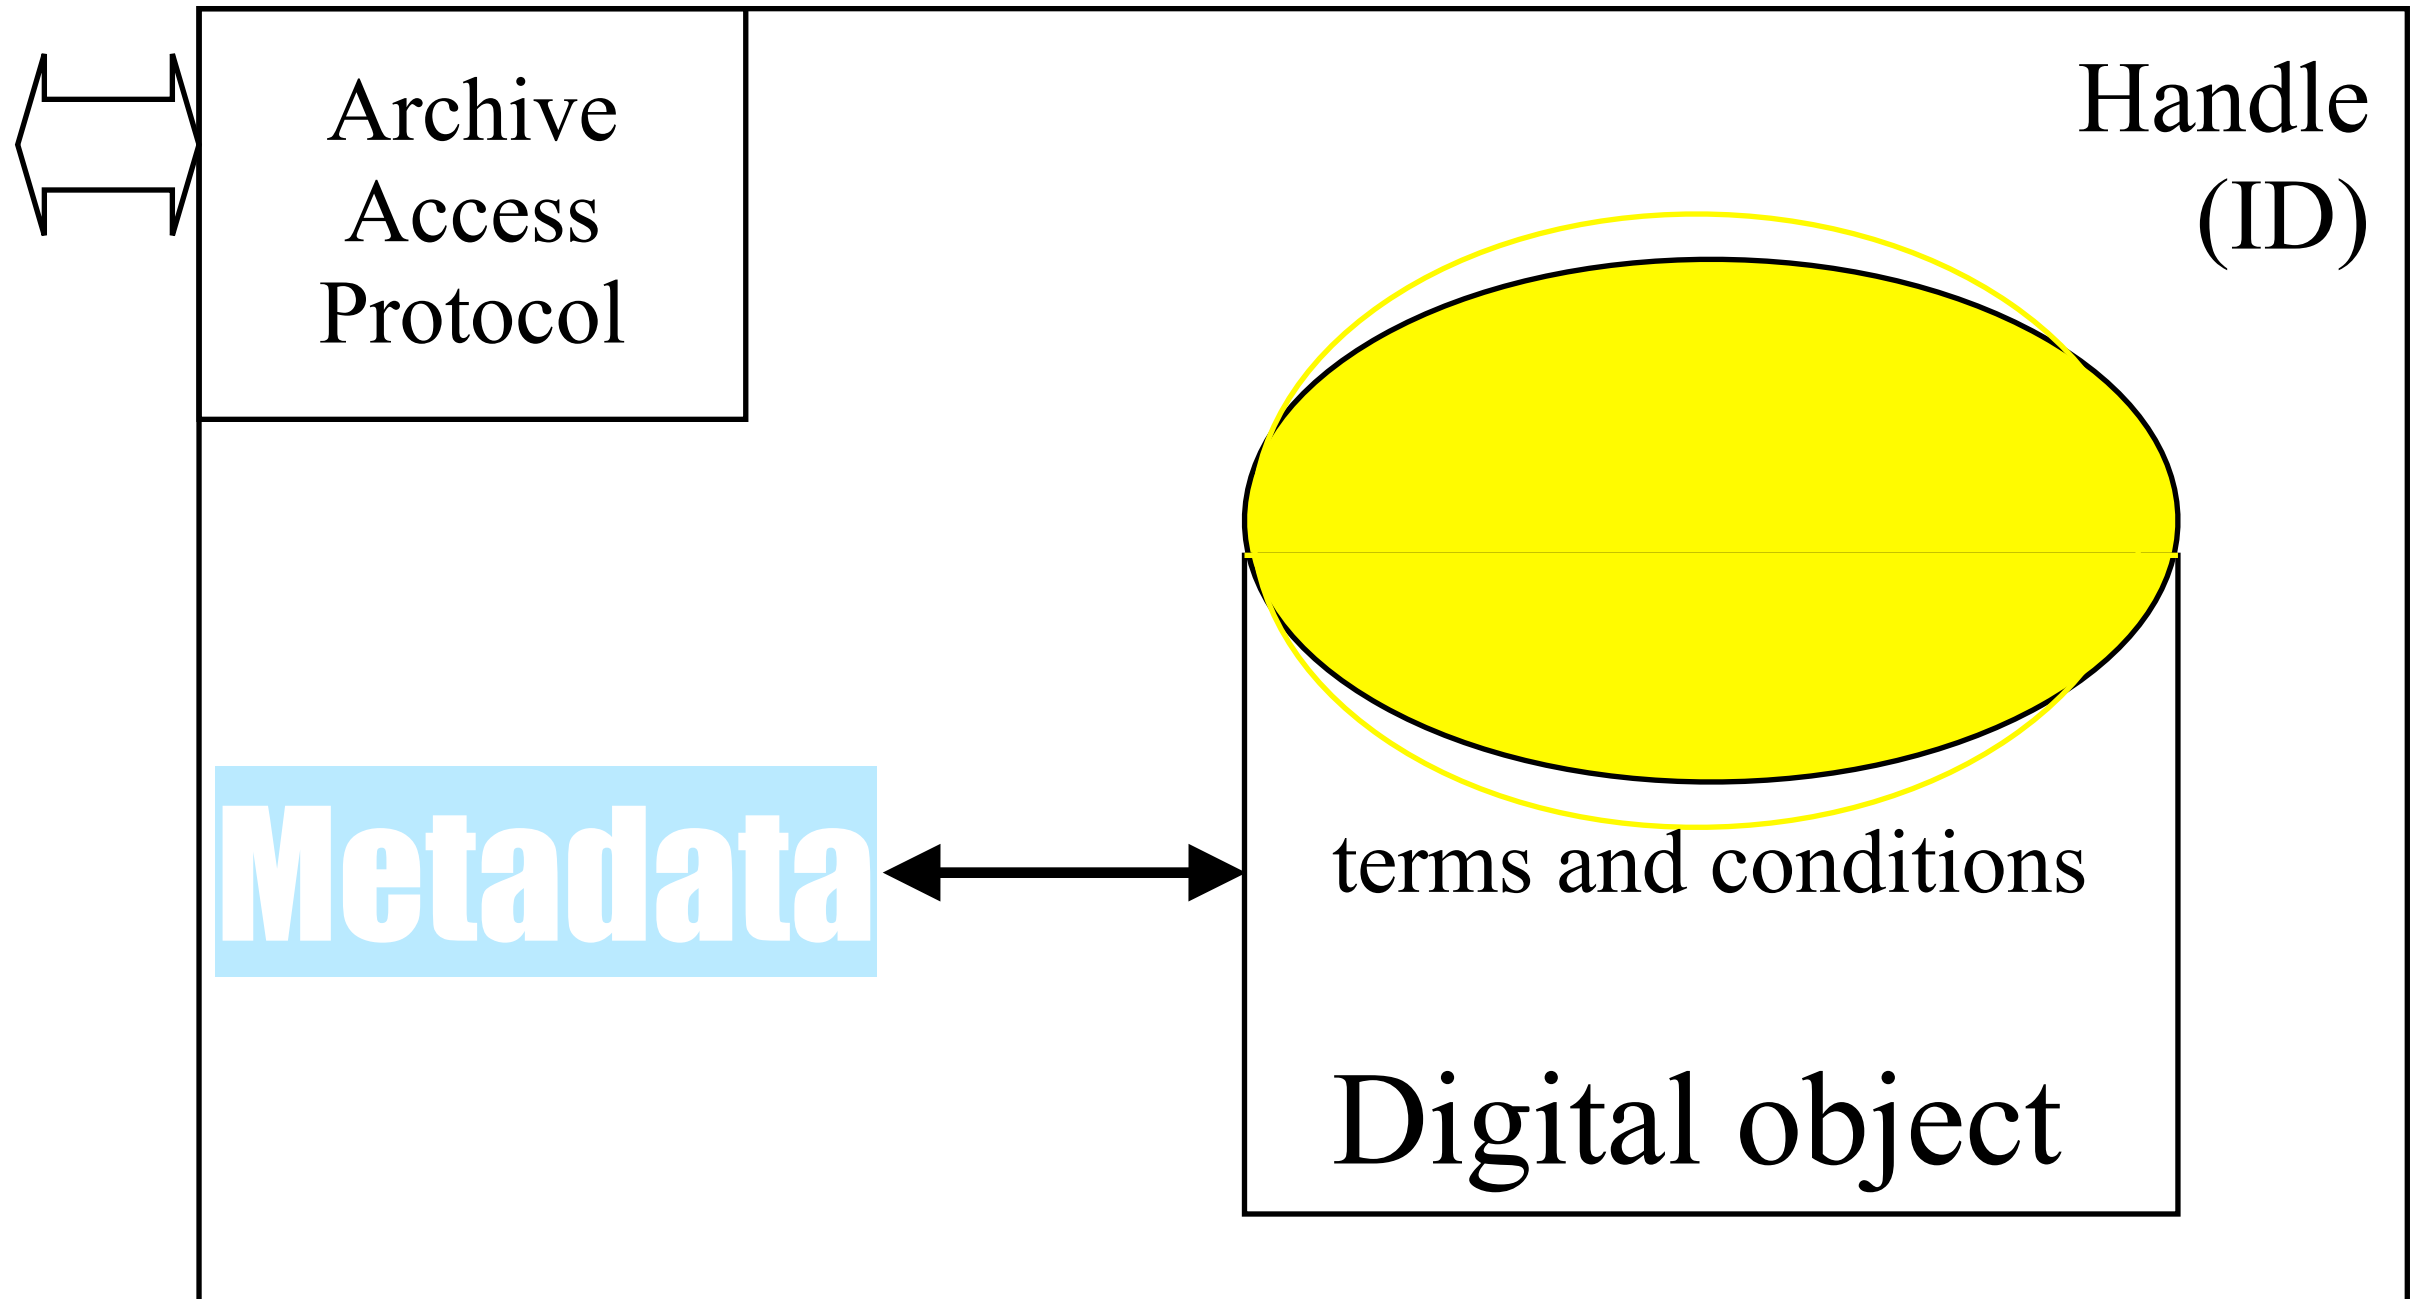 Archive
Access
Protocol
Handle
(ID)
Metadata
terms and conditions
Digital object